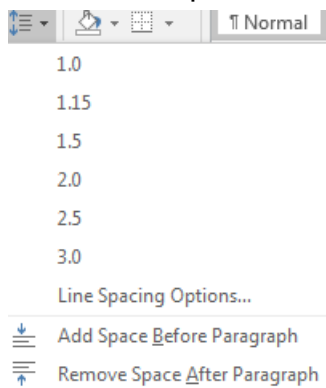 ¶ Normal
1.0
1.15
1.5
2.0
2.5
3.0
Line Spacing Options...
Add Space Before Paragraph
Remove Space After Paragraph